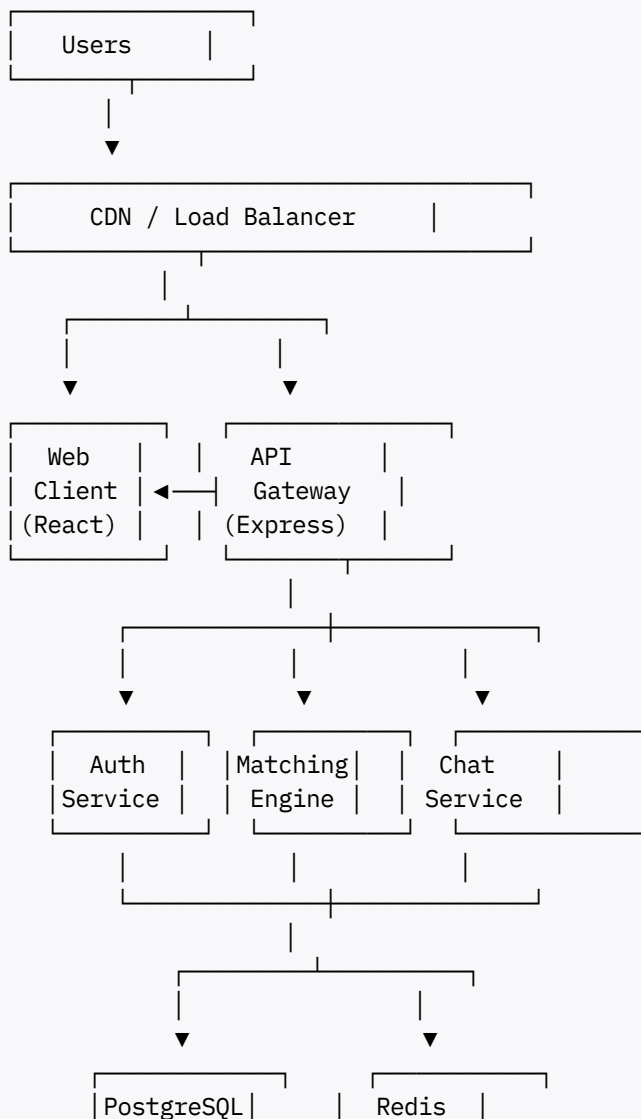 Users
CDN / Load Balancer
Web API
Client Gateway
(React) (Express)
Auth Matching Chat
Service Engine Service
PostgreSQL Redis